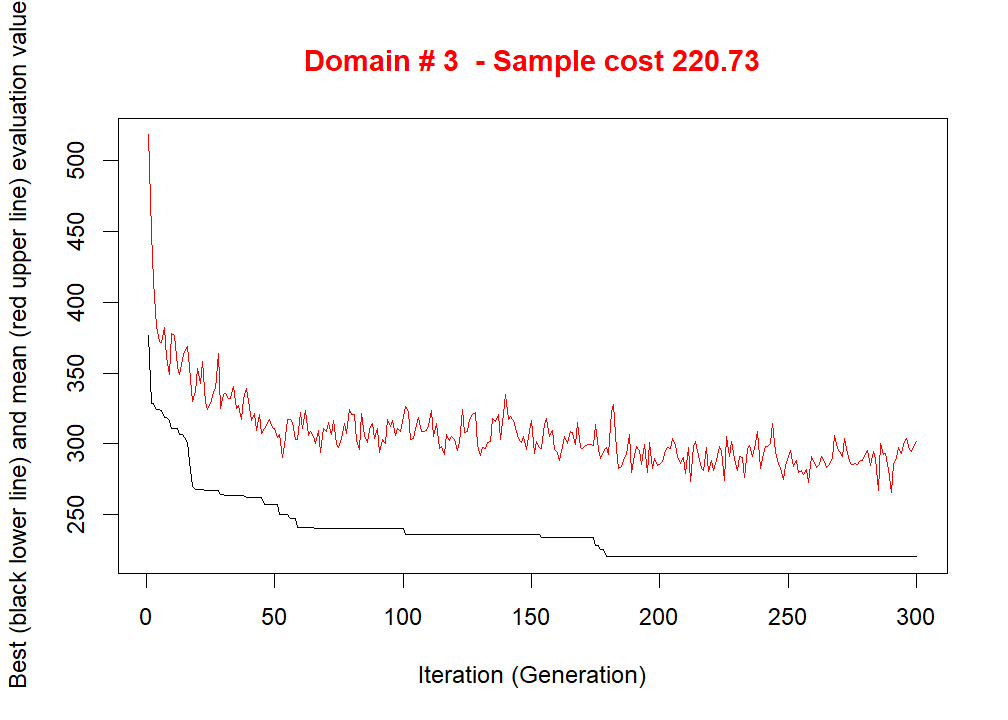 Domain # 3  - Sample cost 220.73
Best (black lower line) and mean (red upper line) evaluation value
500
450
400
350
300
250
0 50 100 150 200 250 300
Iteration (Generation)